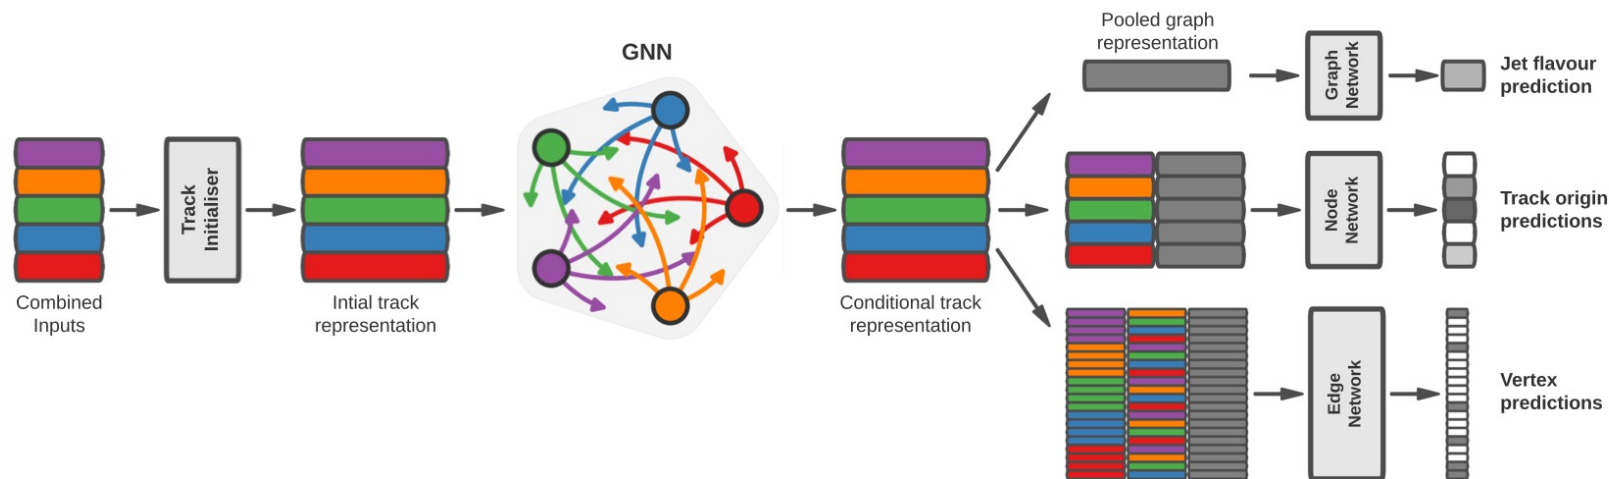 Combined
Inputs
Track
Initialiser
Intial track
representation
GNN
Conditional track
representation
Pooled graph
representation
Graph
Network
Jet flavour
prediction
Node
Network
Track origin
predictions
Edge
Network
Vertex
predictions